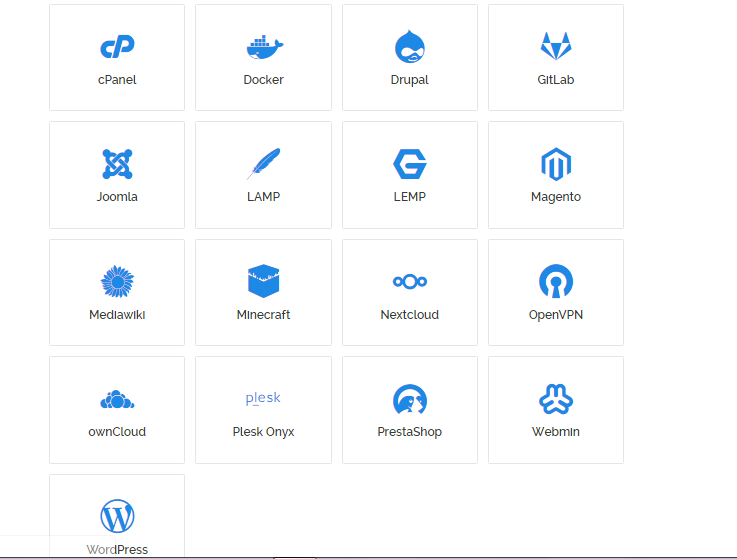 cPanel
Docker
Drupal
GitLab
Joomla
LAMP
LEMP
Magento
Mediawiki
Minecraft
Nextcloud
OpenVPN
ownCloud
plesk
Plesk Onyx
PrestaShop
Webmin
WordPress